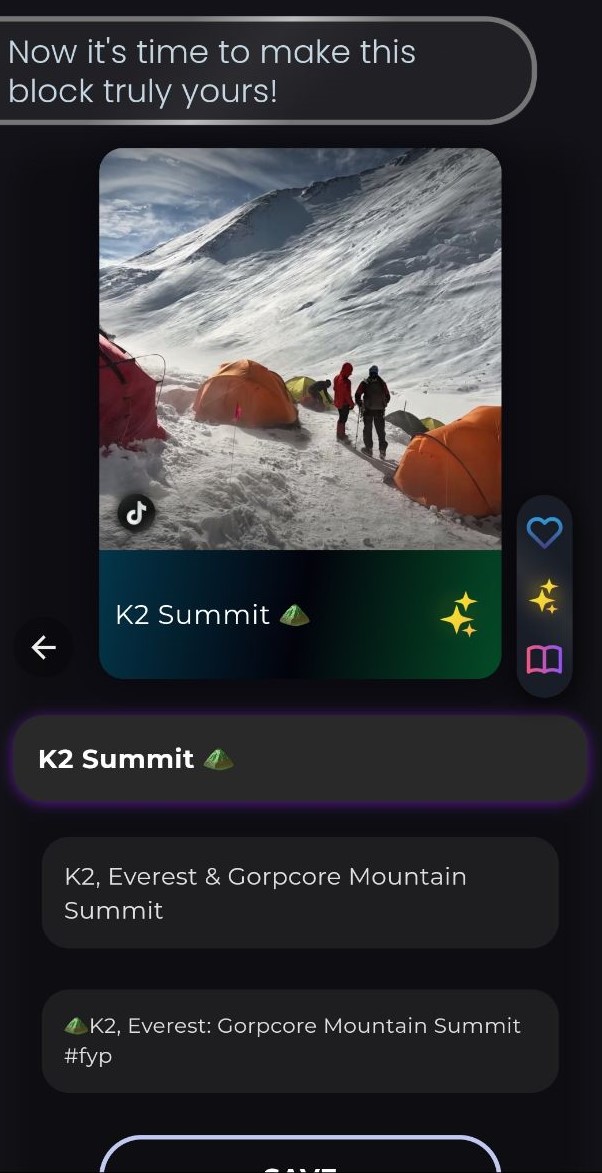 Now it's time to make this
block truly yours!
K2 Summit ⛰️
K2 Summit ⛰️
K2, Everest & Gorpcore Mountain
Summit
⛰️K2, Everest: Gorpcore Mountain Summit
#fyp
SAVE